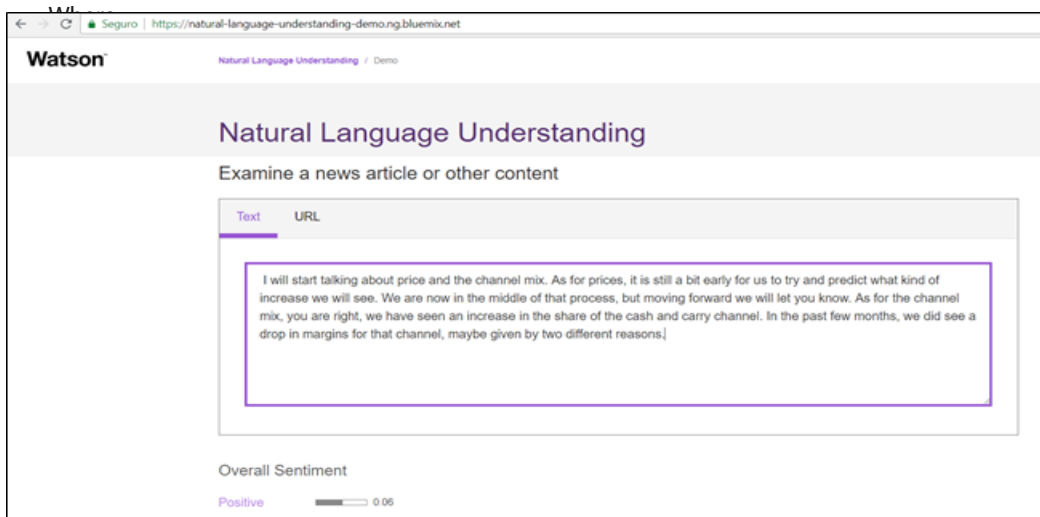 Where
Seguro | https://natural-language-understanding-demo.ng.bluemix.net
Watson™
Natural Language Understanding / Demo
Natural Language Understanding
Examine a news article or other content
Text URL
I will start talking about price and the channel mix. As for prices, it is still a bit early for us to try and predict what kind of
increase we will see. We are now in the middle of that process, but moving forward we will let you know. As for the channel
mix, you are right, we have seen an increase in the share of the cash and carry channel. In the past few months, we did see a
drop in margins for that channel, maybe given by two different reasons.
Overall Sentiment
Positive 0.06